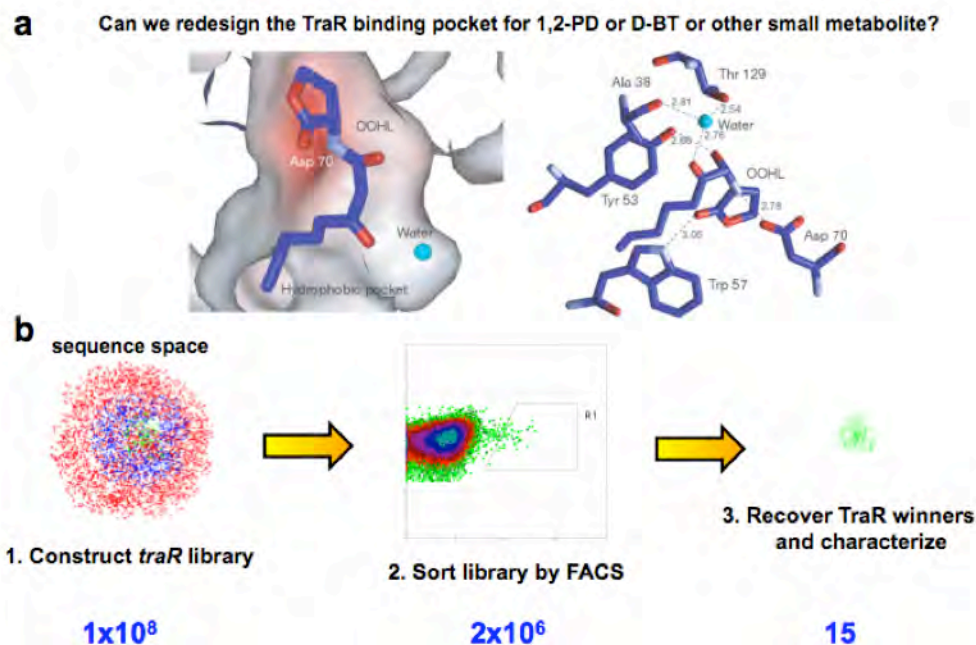 a
Can we redesign the TraR binding pocket for 1,2-PD or D-BT or other small metabolite?
OOHL
Asp 70
Water
Hydrophobic pocket
Thr 129
Ala 38
2.81
2.54
Water
2.76
OOHL
Tyr 53
2.78
3.05
Asp 70
Trp 57
b
sequence space
R1
1. Construct traR library
2. Sort library by FACS
3. Recover TraR winners
and characterize
1x10⁸
2x10⁶
15